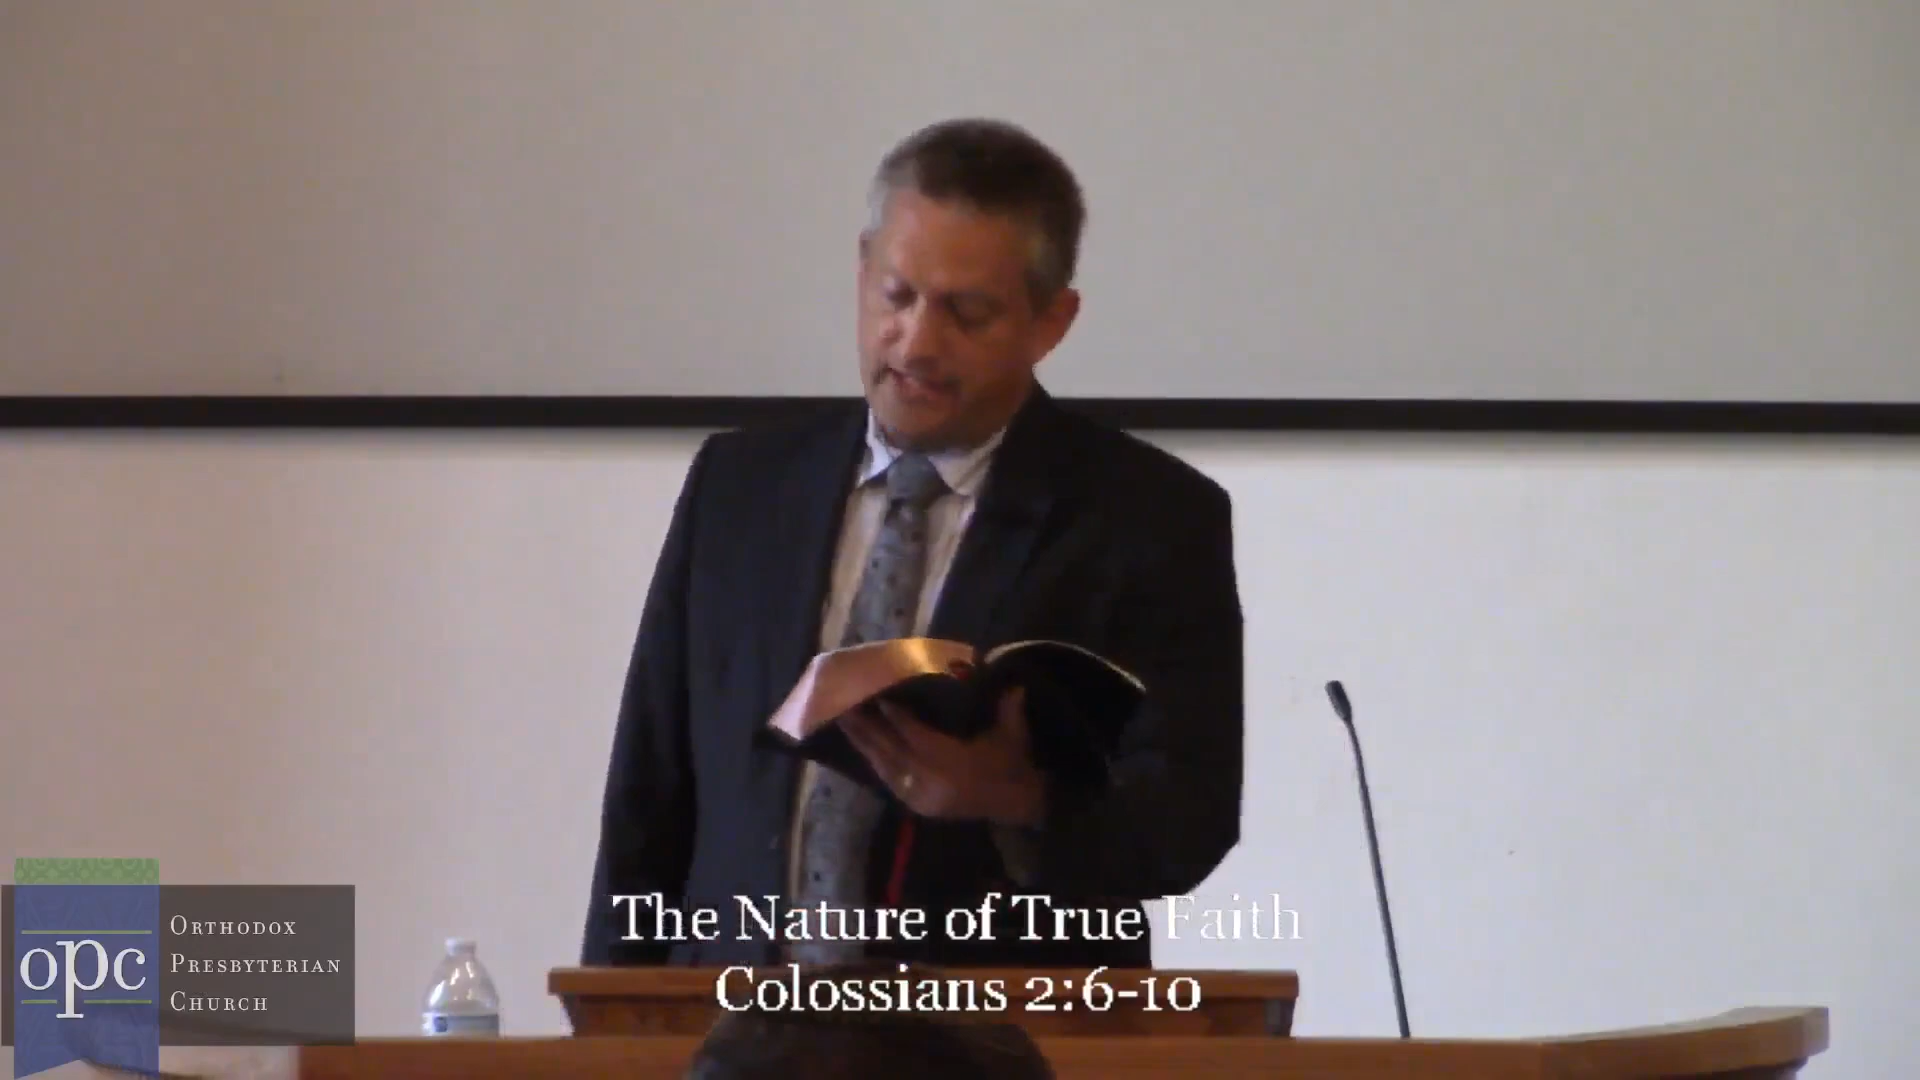 The Nature of True Faith
Colossians 2:6-10
opc
Orthodox
Presbyterian
Church